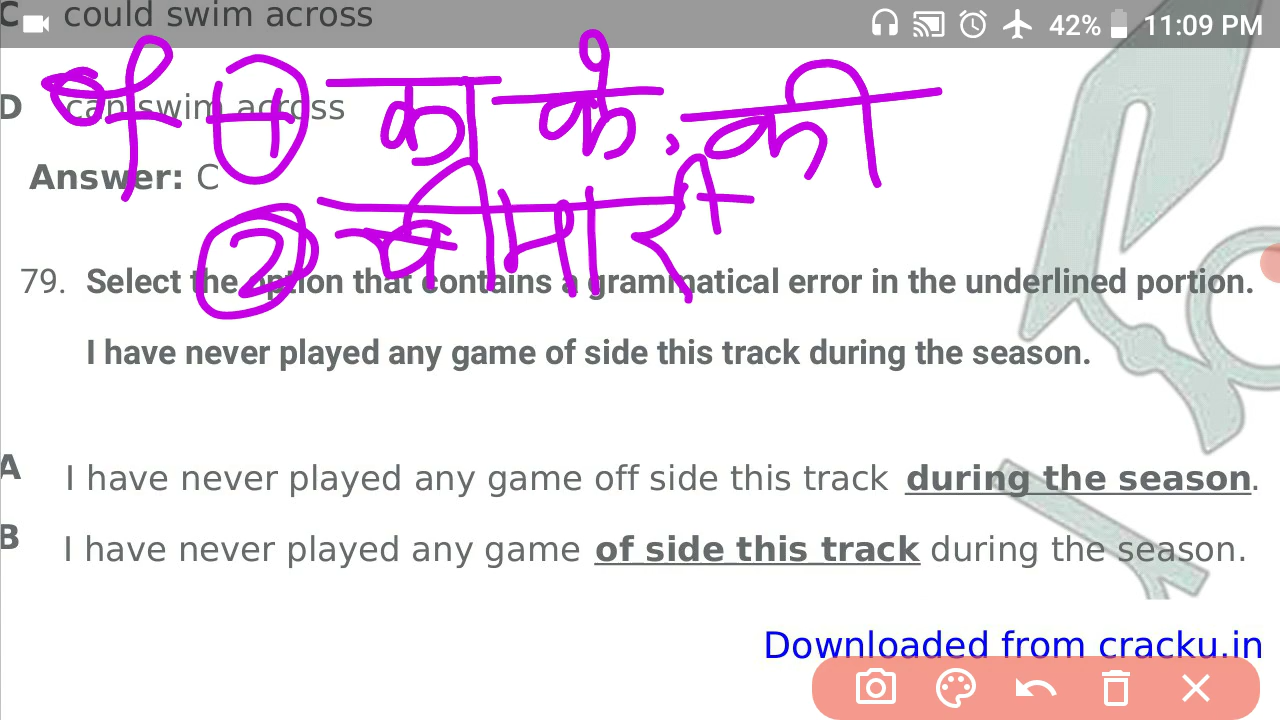 C could swim across
42% 11:09 PM
D can swim across
of ① का के, की
Answer: C
② बीमारी
79. Select the option that contains a grammatical error in the underlined portion.
I have never played any game of side this track during the season.
A I have never played any game off side this track during the season.
B I have never played any game of side this track during the season.
Downloaded from cracku.in